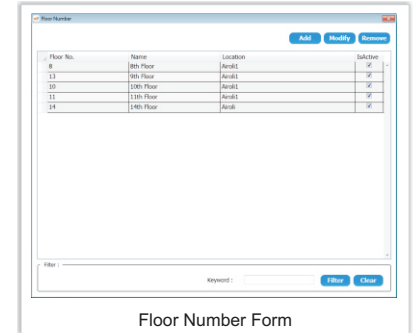 Floor Number
Add Modify Remove
Floor No. Name Location IsActive
8 8th Floor Airoli1
13 9th Floor Airoli1
10 10th Floor Airoli1
11 11th Floor Airoli1
14 14th Floor Airoli
Filter :
Keyword : Filter Clear
Floor Number Form